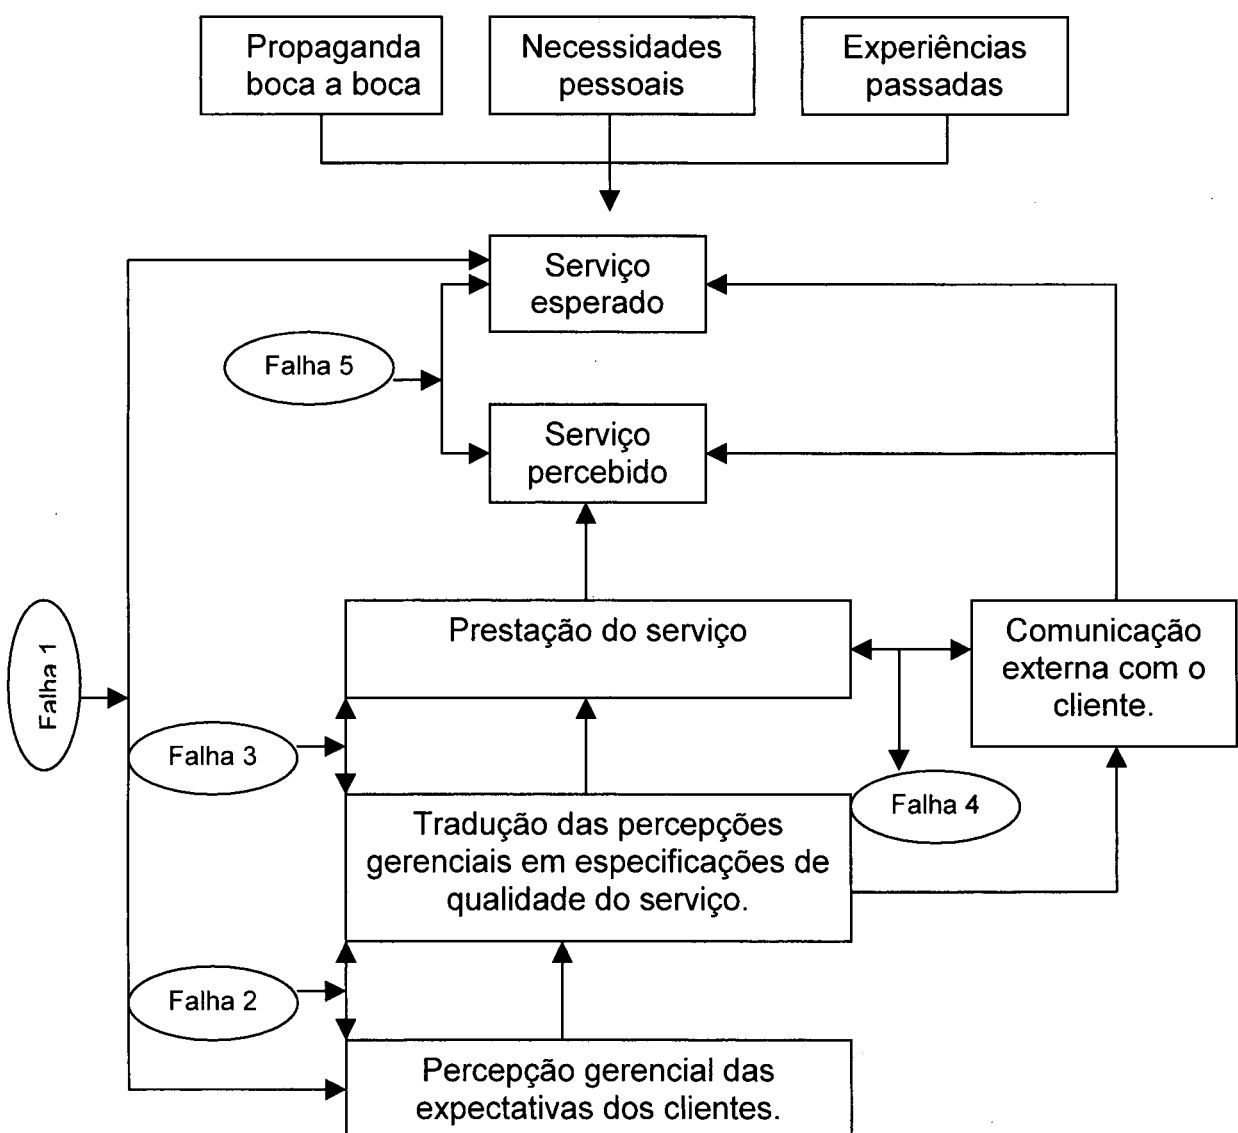 Propaganda
boca a boca
Necessidades
pessoais
Experiências
passadas
Serviço
esperado
Falha 5
Serviço
percebido
Falha 1
Prestação do serviço
Comunicação
externa com o
cliente.
Falha 3
Falha 4
Tradução das percepções
gerenciais em especificações de
qualidade do serviço.
Falha 2
Percepção gerencial das
expectativas dos clientes.